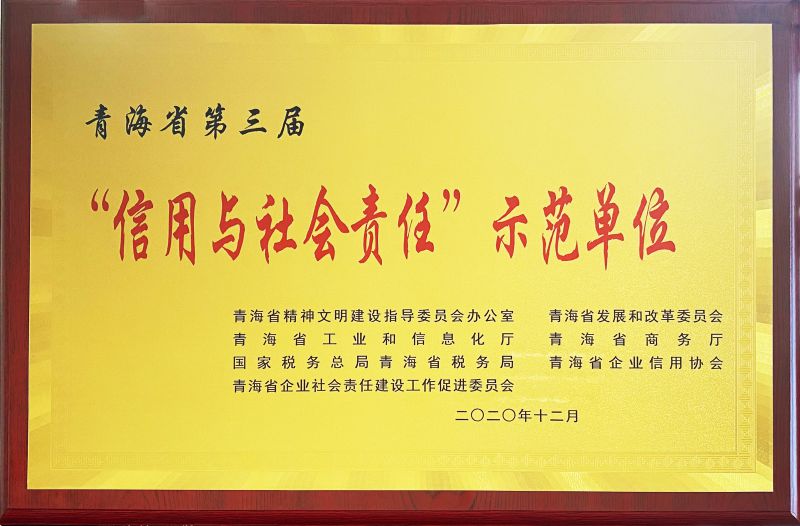 青海省第三届
“信用与社会责任”示范单位
青海省精神文明建设指导委员会办公室 青海省发展和改革委员会
青海省工业和信息化厅 青海省商务厅
国家税务总局青海省税务局 青海省企业信用协会
青海省企业社会责任建设工作促进委员会
二〇二〇年十二月